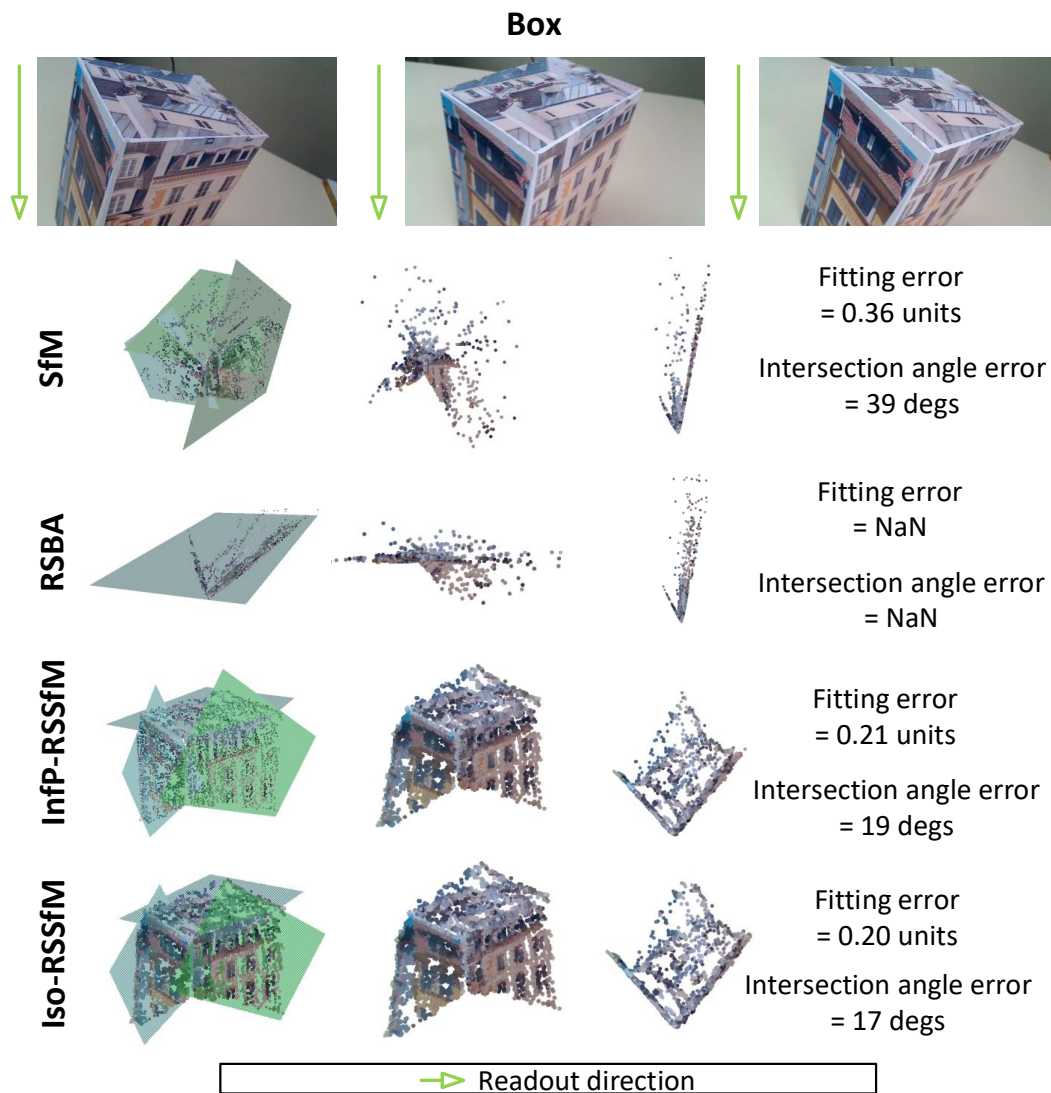 Box
SfM
Fitting error
= 0.36 units
Intersection angle error
= 39 degs
RSBA
Fitting error
= NaN
Intersection angle error
= NaN
InfP-RSSfM
Fitting error
= 0.21 units
Intersection angle error
= 19 degs
Iso-RSSfM
Fitting error
= 0.20 units
Intersection angle error
= 17 degs
Readout direction